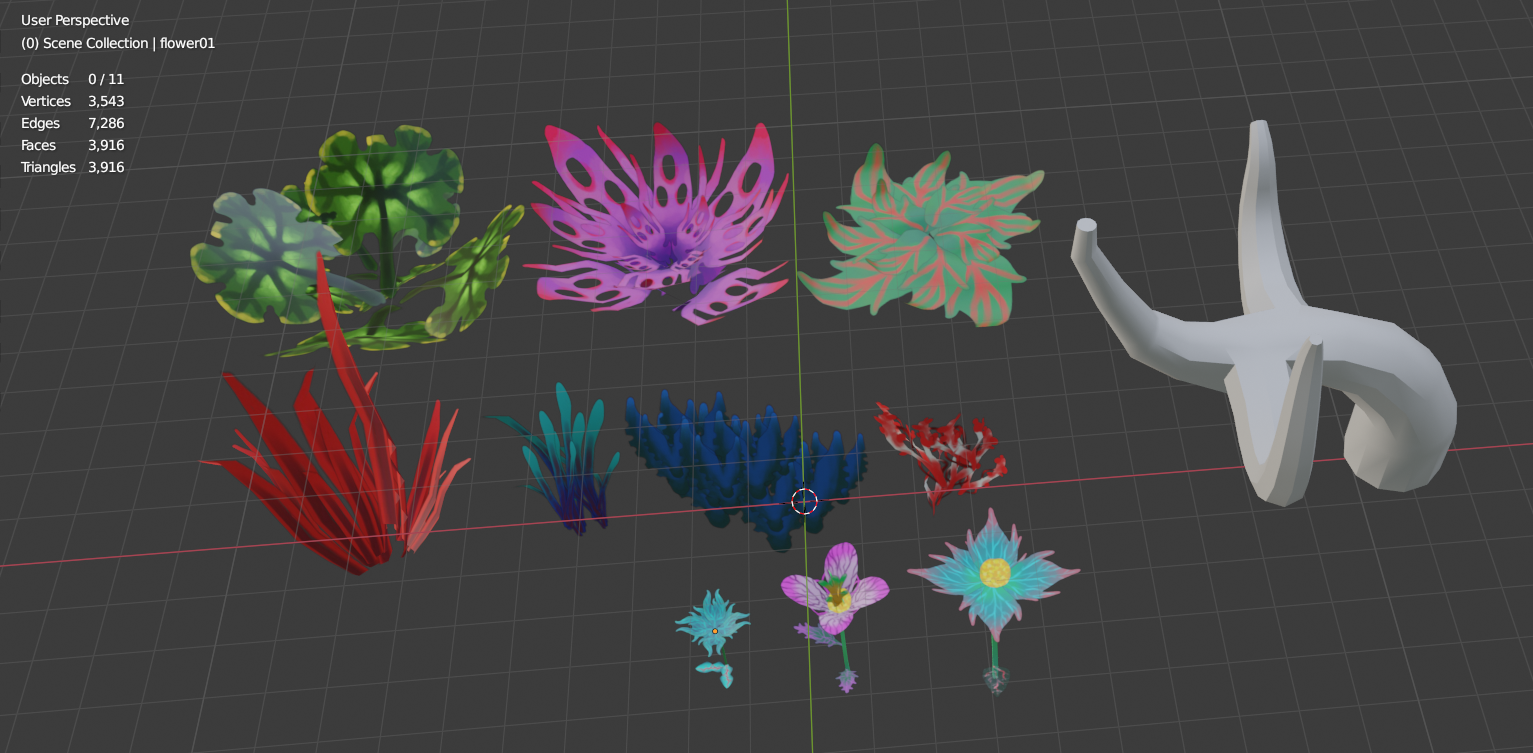 User Perspective
(0) Scene Collection | flower01
Objects 0 / 11
Vertices 3,543
Edges 7,286
Faces 3,916
Triangles 3,916